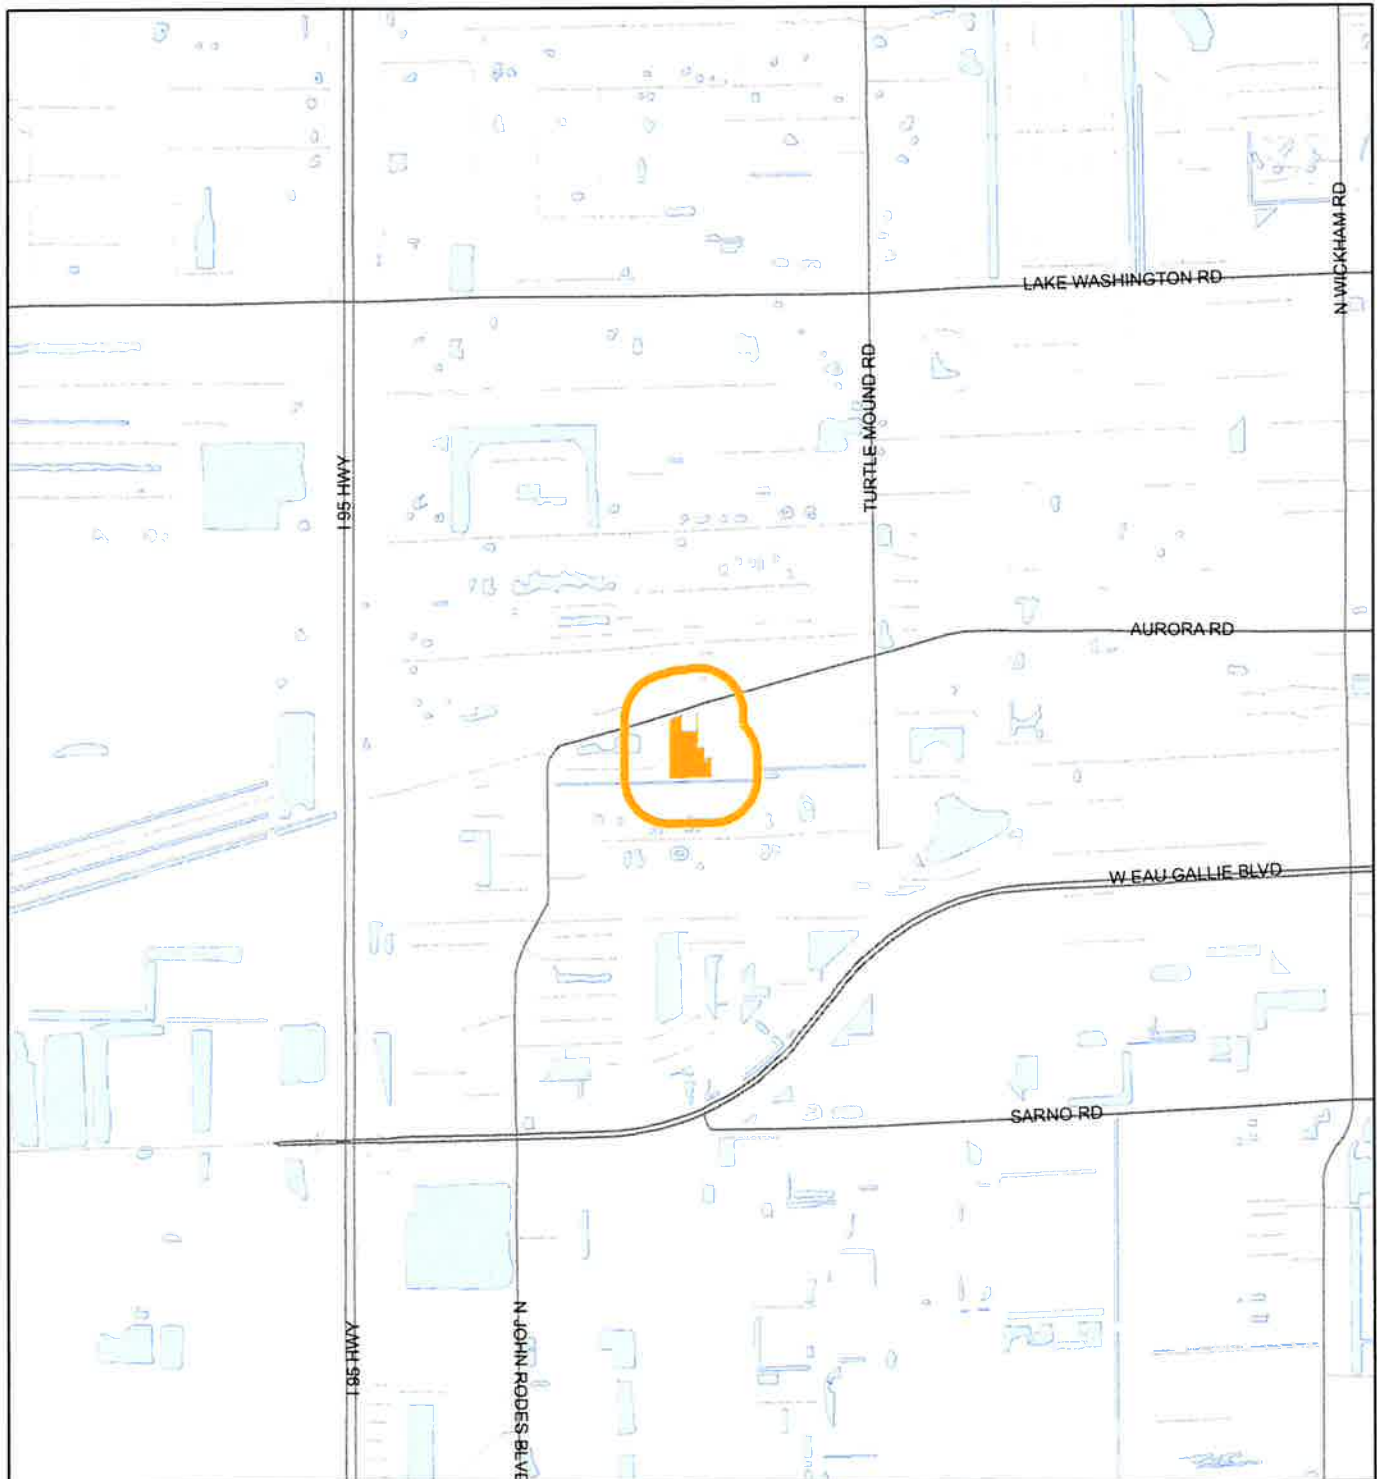 LAKE WASHINGTON RD
N WICKHAM RD
TURTLE MOUND RD
I 95 HWY
AURORA RD
W EAU GALLIE BLVD
SARNO RD
N JOHN RODES BLVD
I 95 HWY